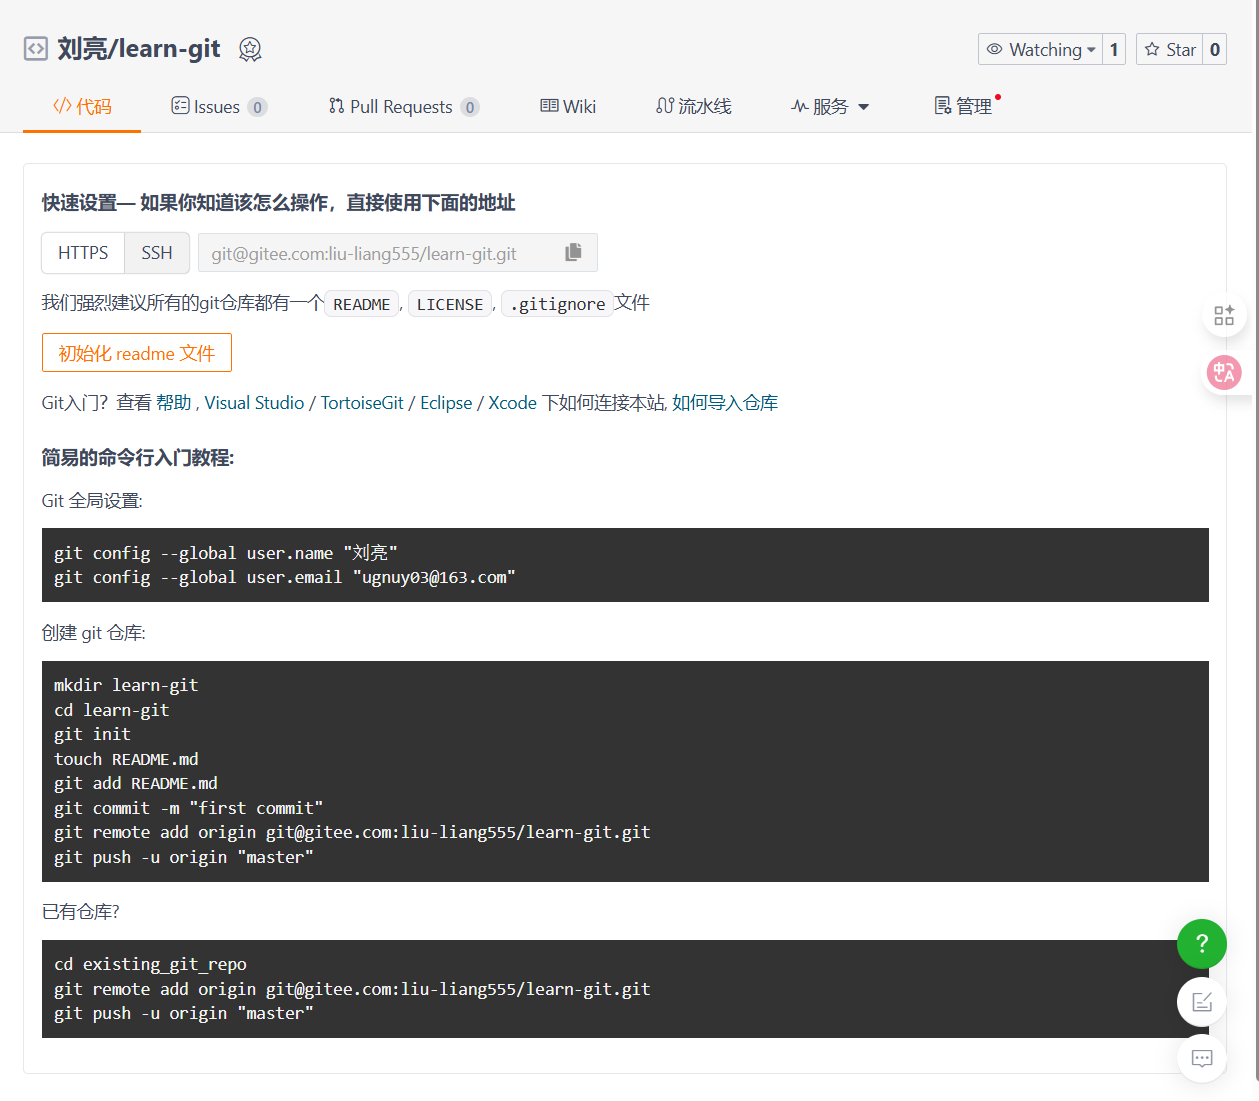 刘亮/learn-git
Watching 1 Star 0
代码 Issues 0 Pull Requests 0 Wiki 流水线 服务 管理
快速设置— 如果你知道该怎么操作，直接使用下面的地址
HTTPS SSH git@gitee.com:liu-liang555/learn-git.git
我们强烈建议所有的git仓库都有一个 README , LICENSE , .gitignore 文件
初始化 readme 文件
Git入门？查看 帮助 , Visual Studio / TortoiseGit / Eclipse / Xcode 下如何连接本站, 如何导入仓库
简易的命令行入门教程:
Git 全局设置:
git config --global user.name "刘亮"
git config --global user.email "ugnuy03@163.com"
创建 git 仓库:
mkdir learn-git
cd learn-git
git init
touch README.md
git add README.md
git commit -m "first commit"
git remote add origin git@gitee.com:liu-liang555/learn-git.git
git push -u origin "master"
已有仓库?
cd existing_git_repo
git remote add origin git@gitee.com:liu-liang555/learn-git.git
git push -u origin "master"